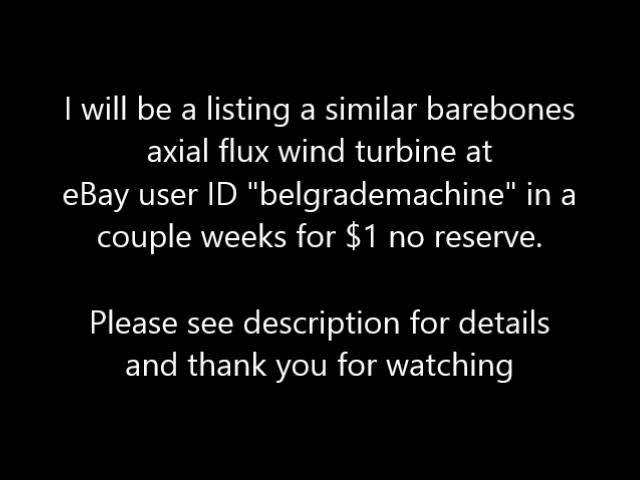 I will be a listing a similar barebones
axial flux wind turbine at
eBay user ID "belgrademachine" in a
couple weeks for $1 no reserve.
Please see description for details
and thank you for watching